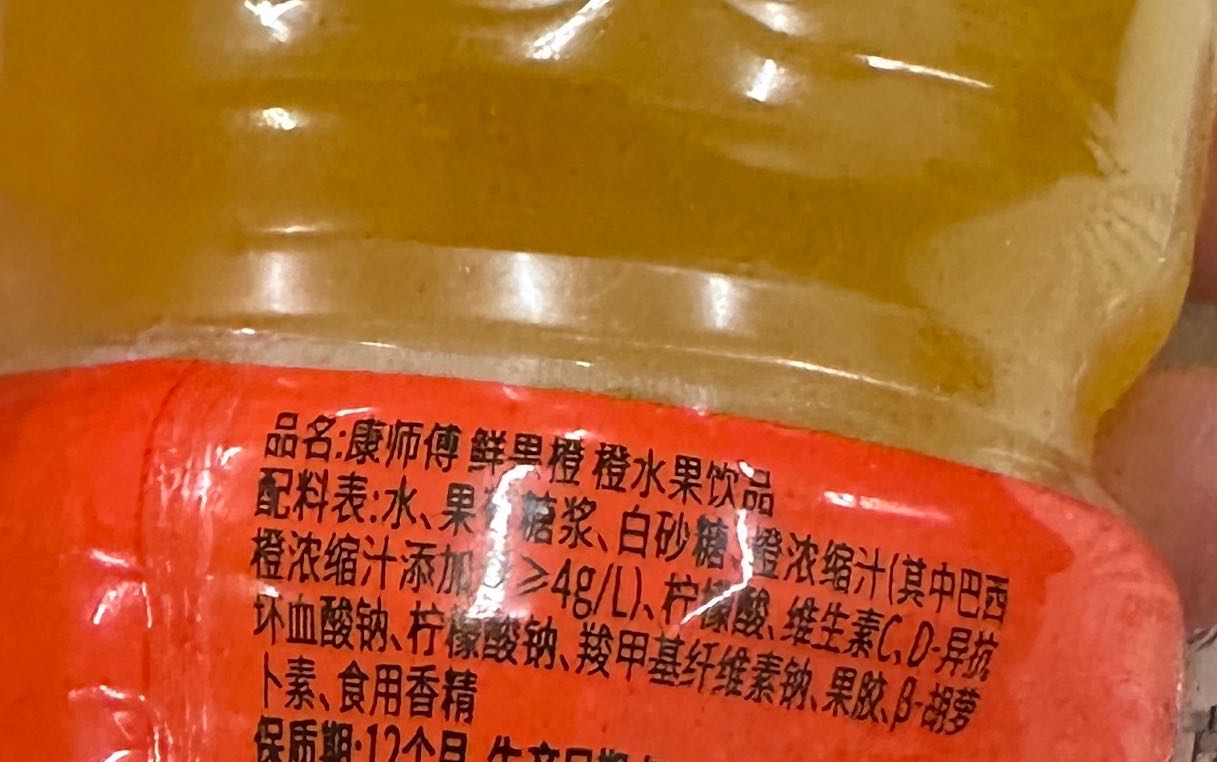 品名:康师傅 鲜果橙 橙水果饮品
配料表:水、果葡糖浆、白砂糖、橙浓缩汁(其中巴西
橙浓缩汁添加量≥4g/L)、柠檬酸、维生素C、D-异抗
坏血酸钠、柠檬酸钠、羧甲基纤维素钠、果胶、β-胡萝
卜素、食用香精
保质期:12个月 生产日期